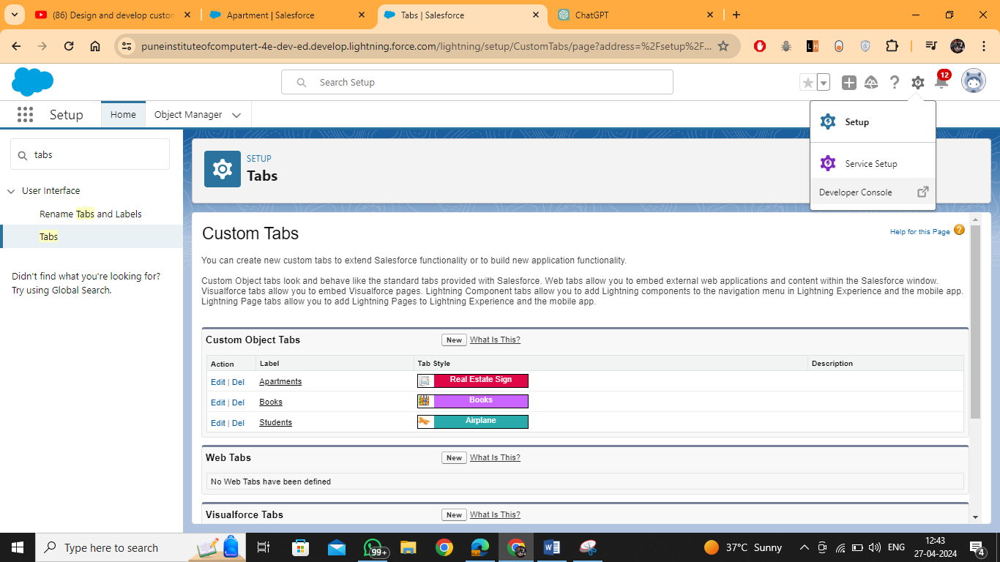 (86) Design and develop custom
Apartment | Salesforce
Tabs | Salesforce
ChatGPT
puneinstituteofcomputert-4e-dev-ed.develop.lightning.force.com/lightning/setup/CustomTabs/page?address=%2Fsetup%2F...
Search Setup
12
Setup
Home
Object Manager
Setup
Service Setup
Developer Console
tabs
User Interface
Rename Tabs and Labels
Tabs
Didn't find what you're looking for?
Try using Global Search.
SETUP
Tabs
Custom Tabs
Help for this Page
You can create new custom tabs to extend Salesforce functionality or to build new application functionality.
Custom Object tabs look and behave like the standard tabs provided with Salesforce. Web tabs allow you to embed external web applications and content within the Salesforce window.
Visualforce tabs allow you to embed Visualforce pages. Lightning Component tabs allow you to add Lightning components to the navigation menu in Lightning Experience and the mobile app.
Lightning Page tabs allow you to add Lightning Pages to Lightning Experience and the mobile app.
Custom Object Tabs New What Is This?
Action Label Tab Style Description
Edit | Del Apartments Real Estate Sign
Edit | Del Books Books
Edit | Del Students Airplane
Web Tabs New What Is This?
No Web Tabs have been defined
Visualforce Tabs New What Is This?
Type here to search
99+
37°C Sunny
ENG
12:43
27-04-2024
4